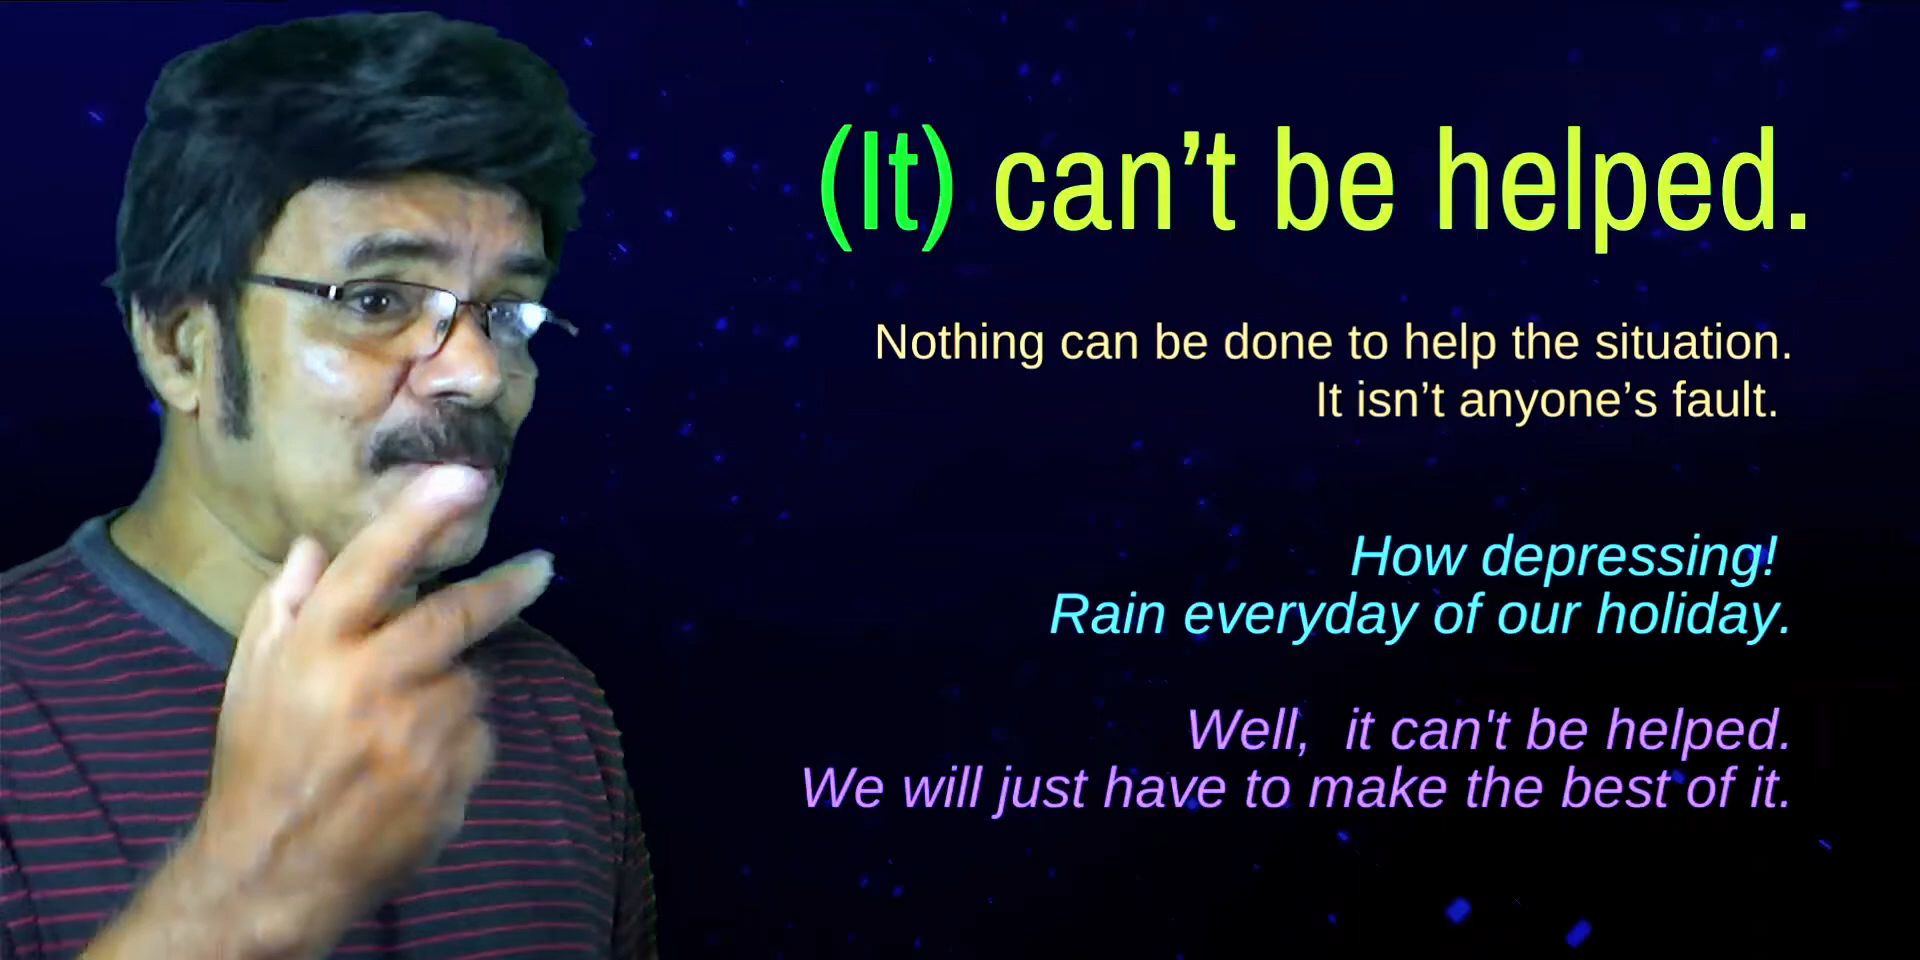 (It) can’t be helped.
Nothing can be done to help the situation.
It isn’t anyone’s fault.
How depressing!
Rain everyday of our holiday.
Well,  it can't be helped.
We will just have to make the best of it.